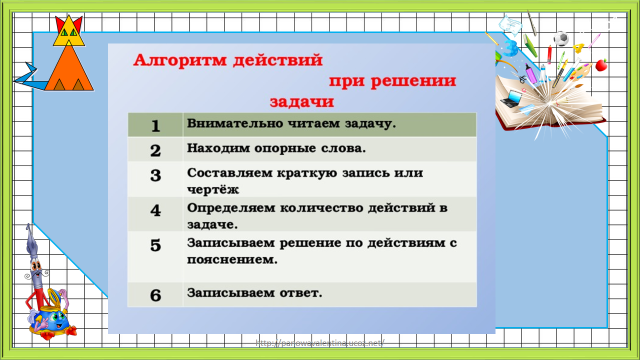 Алгоритм действий
при решении
задачи
1 Внимательно читаем задачу.
2 Находим опорные слова.
3 Составляем краткую запись или
чертёж
4 Определяем количество действий в
задаче.
5 Записываем решение по действиям с
пояснением.
6 Записываем ответ.
http://panowavalentina.ucoz.net/